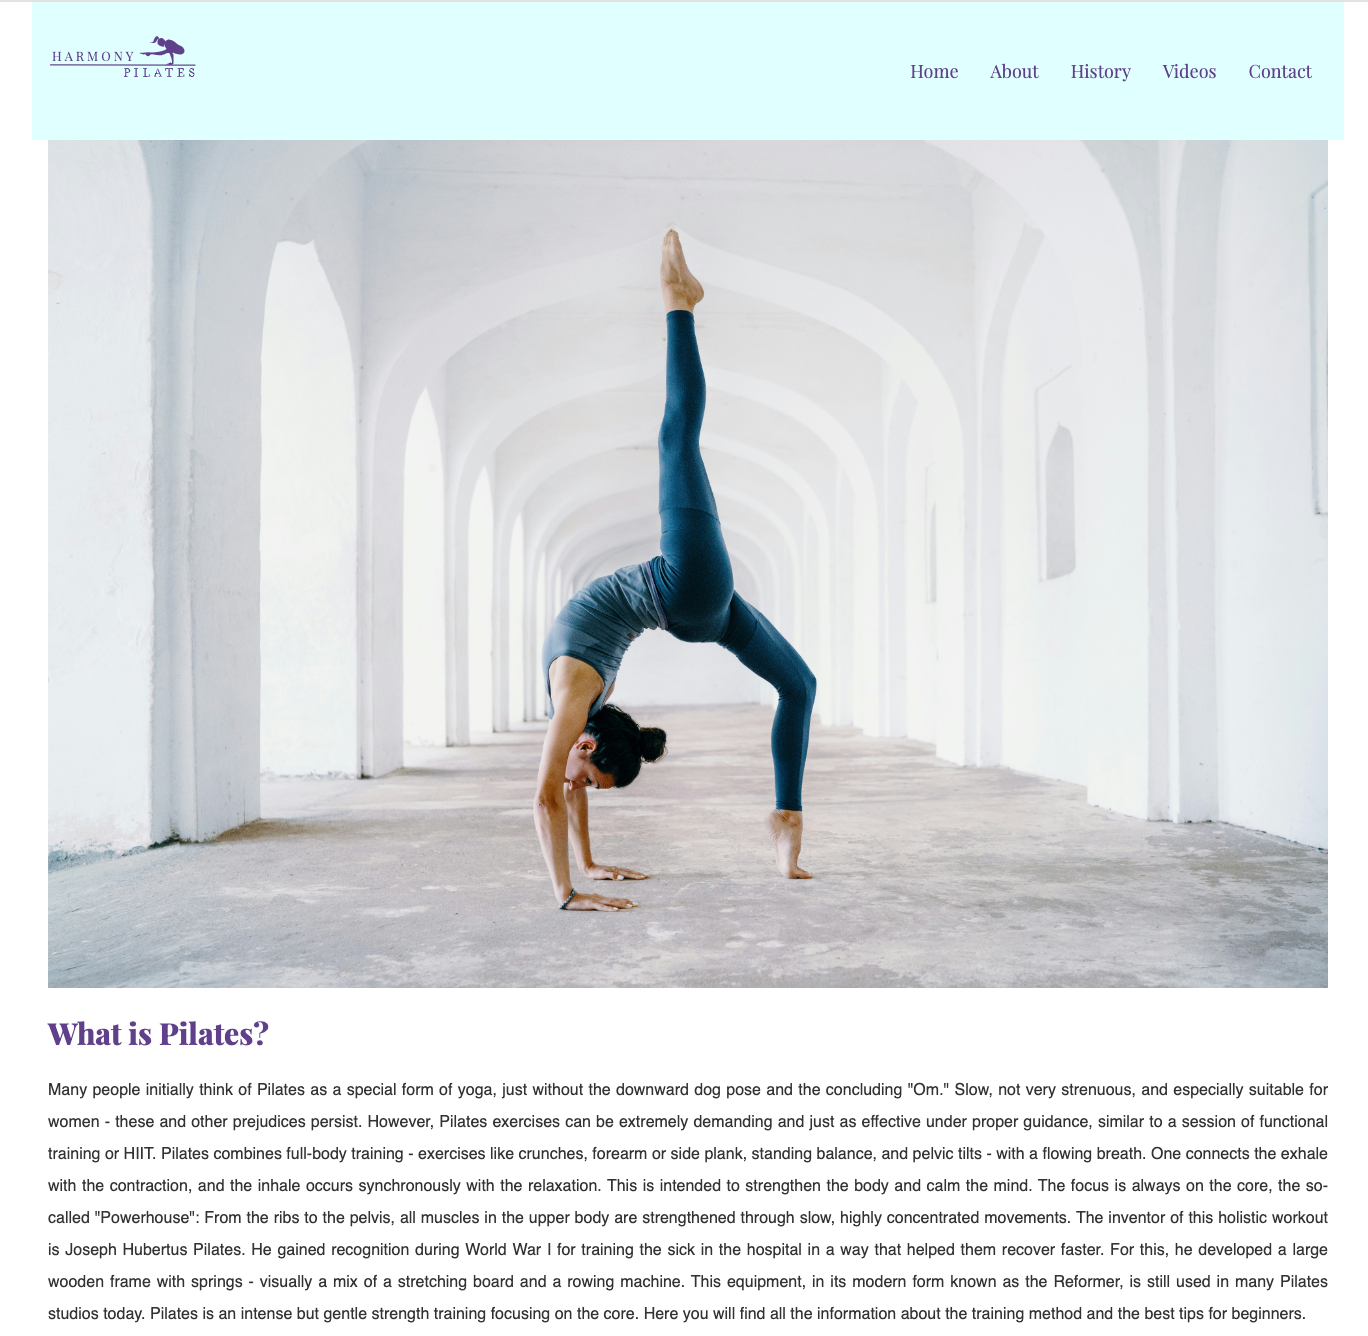 HARMONY
PILATES
Home About History Videos Contact
What is Pilates?
Many people initially think of Pilates as a special form of yoga, just without the downward dog pose and the concluding "Om." Slow, not very strenuous, and especially suitable for
women - these and other prejudices persist. However, Pilates exercises can be extremely demanding and just as effective under proper guidance, similar to a session of functional
training or HIIT. Pilates combines full-body training - exercises like crunches, forearm or side plank, standing balance, and pelvic tilts - with a flowing breath. One connects the exhale
with the contraction, and the inhale occurs synchronously with the relaxation. This is intended to strengthen the body and calm the mind. The focus is always on the core, the so-
called "Powerhouse": From the ribs to the pelvis, all muscles in the upper body are strengthened through slow, highly concentrated movements. The inventor of this holistic workout
is Joseph Hubertus Pilates. He gained recognition during World War I for training the sick in the hospital in a way that helped them recover faster. For this, he developed a large
wooden frame with springs - visually a mix of a stretching board and a rowing machine. This equipment, in its modern form known as the Reformer, is still used in many Pilates
studios today. Pilates is an intense but gentle strength training focusing on the core. Here you will find all the information about the training method and the best tips for beginners.